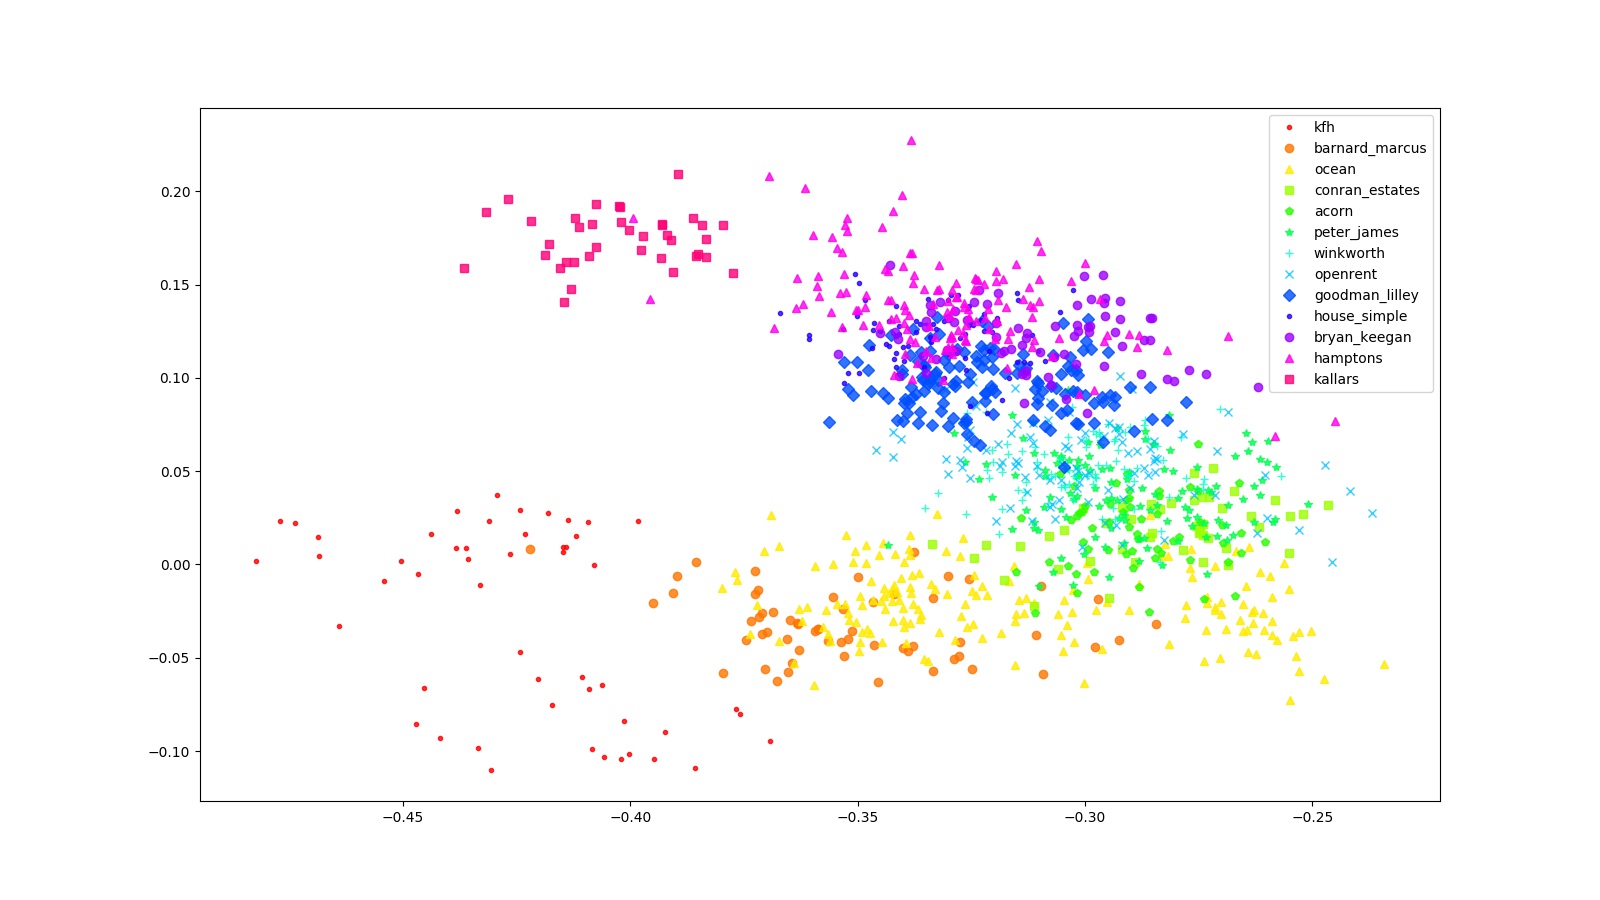 kfh
barnard_marcus
ocean
conran_estates
acorn
peter_james
winkworth
openrent
goodman_lilley
house_simple
bryan_keegan
hamptons
kallars
0.20
0.15
0.10
0.05
0.00
−0.05
−0.10
−0.45 −0.40 −0.35 −0.30 −0.25